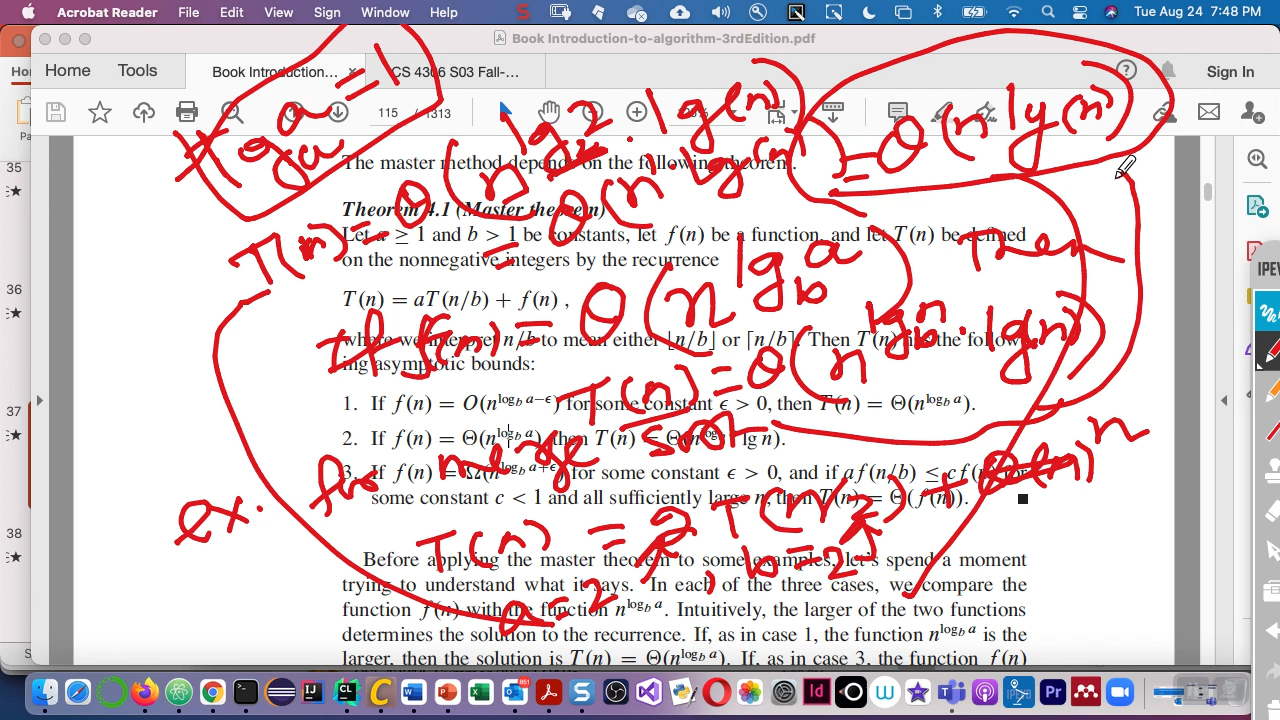 Acrobat Reader File Edit View Sign Window Help Tue Aug 24 7:48 PM
Book Introduction-to-algorithm-3rdEdition.pdf
Home Tools Book Introduction... × CS 4306 S03 Fall-... Sign In
115 / 1313
35
36
37
38
The master method depends on the following theorem.
Theorem 4.1 (Master theorem)
Let a ≥ 1 and b > 1 be constants, let f(n) be a function, and let T(n) be defined
on the nonnegative integers by the recurrence
T(n) = aT(n/b) + f(n) ,
where we interpret n/b to mean either ⌊n/b⌋ or ⌈n/b⌉. Then T(n) has the follow-
ing asymptotic bounds:
1. If f(n) = O(n^{log_b a−ϵ}) for some constant ϵ > 0, then T(n) = Θ(n^{log_b a}).
2. If f(n) = Θ(n^{log_b a}), then T(n) = Θ(n^{log_b a} lg n).
3. If f(n) = Ω(n^{log_b a+ϵ}) for some constant ϵ > 0, and if af(n/b) ≤ cf(n) for
some constant c < 1 and all sufficiently large n, then T(n) = Θ(f(n)). ■
Before applying the master theorem to some examples, let's spend a moment
trying to understand what it says. In each of the three cases, we compare the
function f(n) with the function n^{log_b a}. Intuitively, the larger of the two functions
determines the solution to the recurrence. If, as in case 1, the function n^{log_b a} is the
larger, then the solution is T(n) = Θ(n^{log_b a}). If, as in case 3, the function f(n)
a = 1
T(n) = Θ(n^{lg 2} · lg(n)) = Θ(n lg(n))
= Θ(n^1 · lg(n))
If f(n) = Θ(n^{lg_b a}) Then
T(n) = Θ(n^{lg_b} · lg n)
ex. for merge sort
T(n) = 2T(n/2) + n
a = 2, b = 2
IPEV